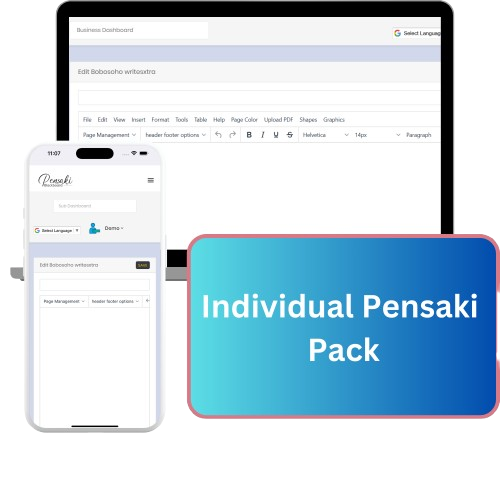 Business Dashboard
Select Languag
Edit Bobosoho writesxtra
File Edit View Insert Format Tools Table Help Page Color Upload PDF Shapes Graphics
Page Management header footer options B I U S Helvetica 14px Paragraph
11:07
Pensaki
Sub Dashboard
Select Language
Demo
Edit Bobosoho writesxtra
SAVE
Page Management header footer options
Individual Pensaki
Pack